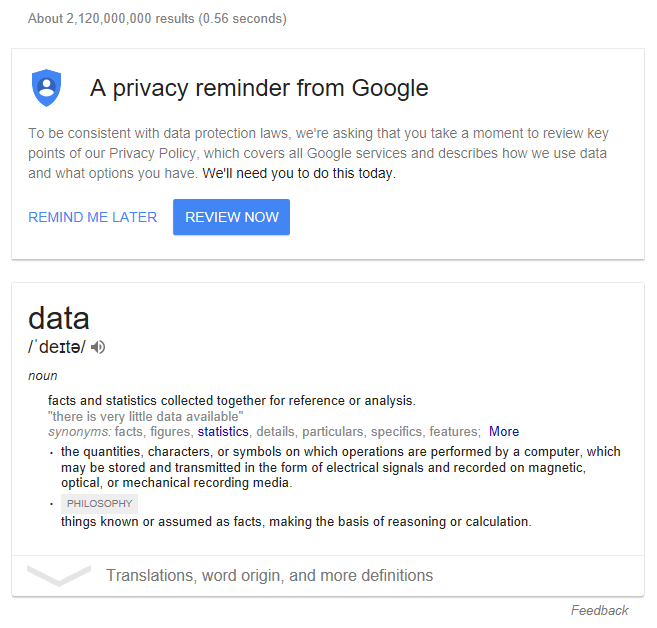 About 2,120,000,000 results (0.56 seconds)
A privacy reminder from Google
To be consistent with data protection laws, we're asking that you take a moment to review key
points of our Privacy Policy, which covers all Google services and describes how we use data
and what options you have. We'll need you to do this today.
REMIND ME LATER REVIEW NOW
data
/ˈdeɪtə/
noun
facts and statistics collected together for reference or analysis.
"there is very little data available"
synonyms: facts, figures, statistics, details, particulars, specifics, features; More
· the quantities, characters, or symbols on which operations are performed by a computer, which
may be stored and transmitted in the form of electrical signals and recorded on magnetic,
optical, or mechanical recording media.
· PHILOSOPHY
things known or assumed as facts, making the basis of reasoning or calculation.
Translations, word origin, and more definitions
Feedback